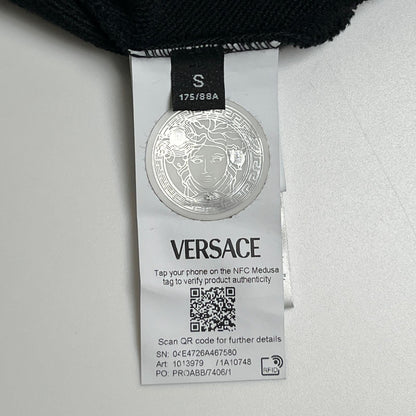 S
175/88A
VERSACE
Tap your phone on the NFC Medusa
tag to verify product authenticity
Scan QR code for further details
SN: 04E4726A467580
Art: 1013979 /1A10748
PO: PROABB/7406/1
RFID